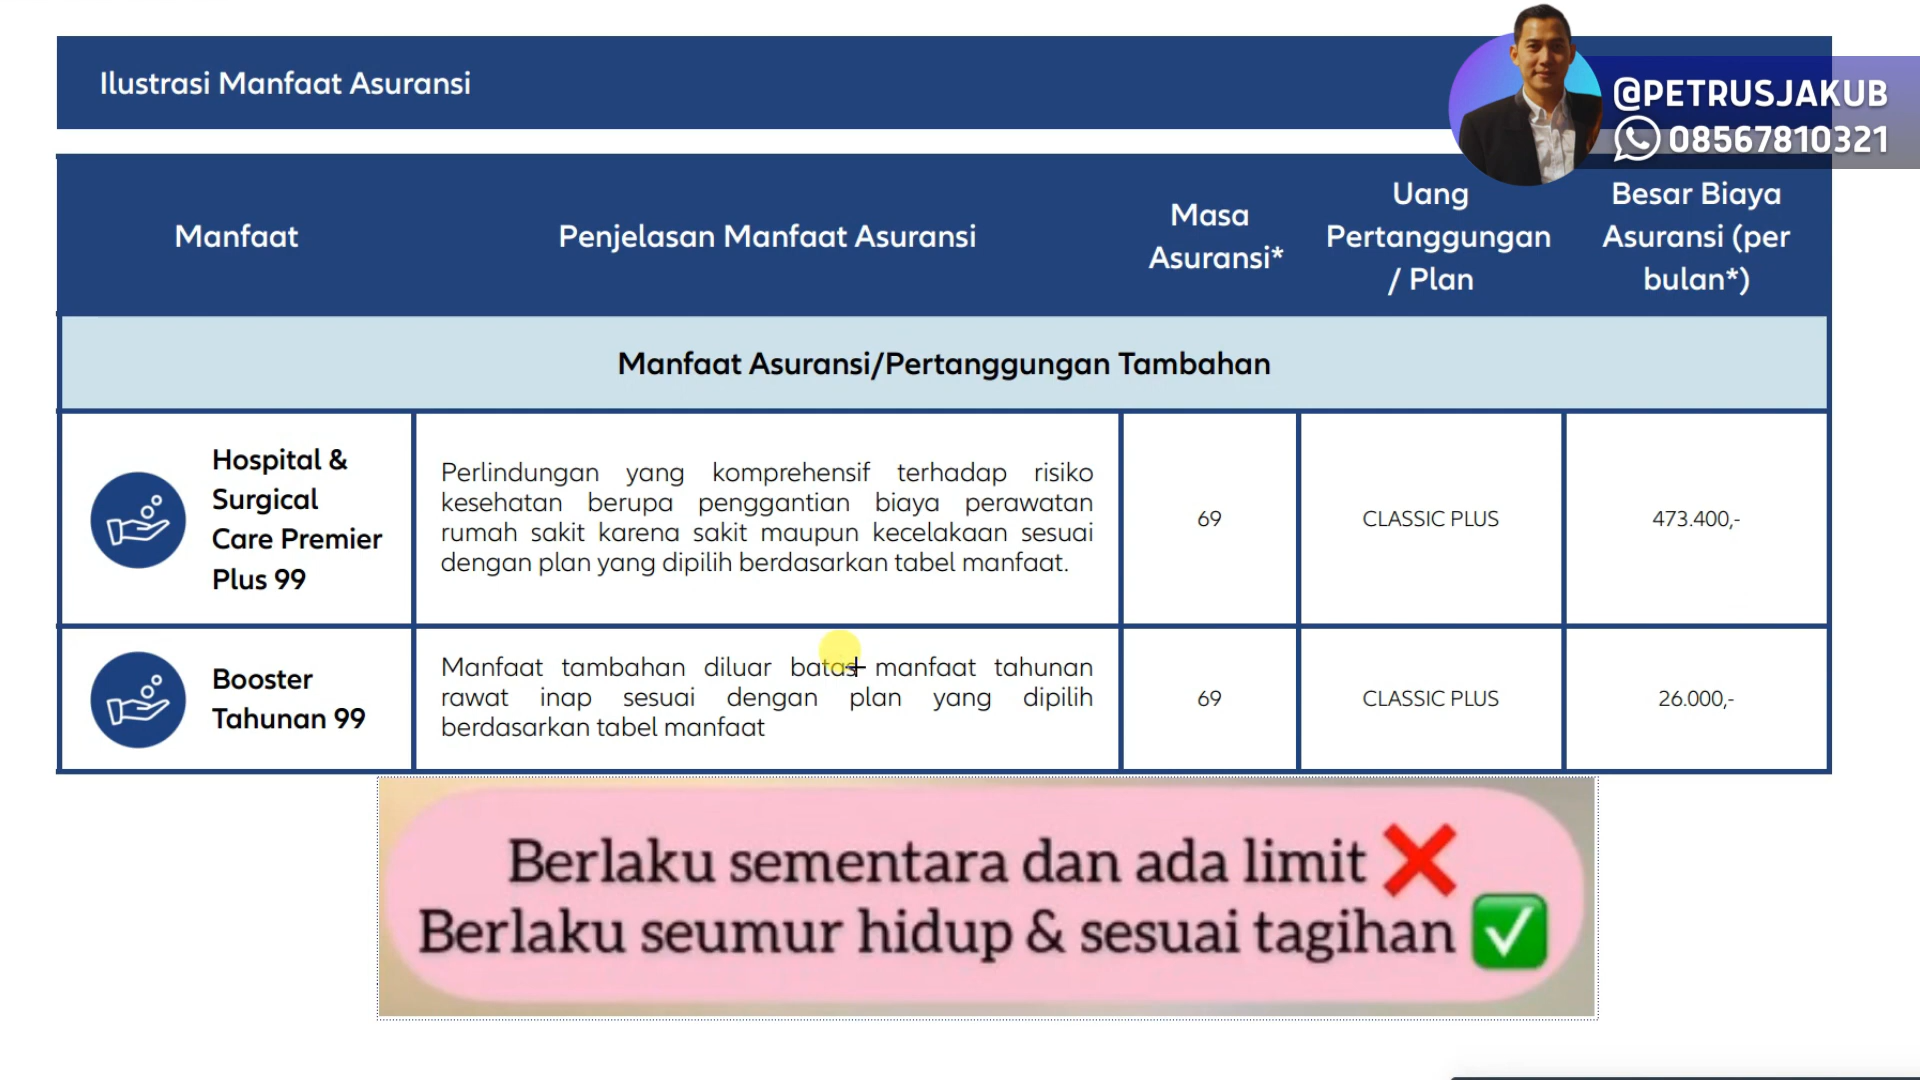 Ilustrasi Manfaat Asuransi
@PETRUSJAKUB
08567810321
Manfaat
Penjelasan Manfaat Asuransi
Masa
Asuransi*
Uang
Pertanggungan
/ Plan
Besar Biaya
Asuransi (per
bulan*)
Manfaat Asuransi/Pertanggungan Tambahan
Hospital &
Surgical
Care Premier
Plus 99
Perlindungan yang komprehensif terhadap risiko
kesehatan berupa penggantian biaya perawatan
rumah sakit karena sakit maupun kecelakaan sesuai
dengan plan yang dipilih berdasarkan tabel manfaat.
69
CLASSIC PLUS
473.400,-
Booster
Tahunan 99
Manfaat tambahan diluar batas manfaat tahunan
rawat inap sesuai dengan plan yang dipilih
berdasarkan tabel manfaat
69
CLASSIC PLUS
26.000,-
Berlaku sementara dan ada limit ❌
Berlaku seumur hidup & sesuai tagihan ✅